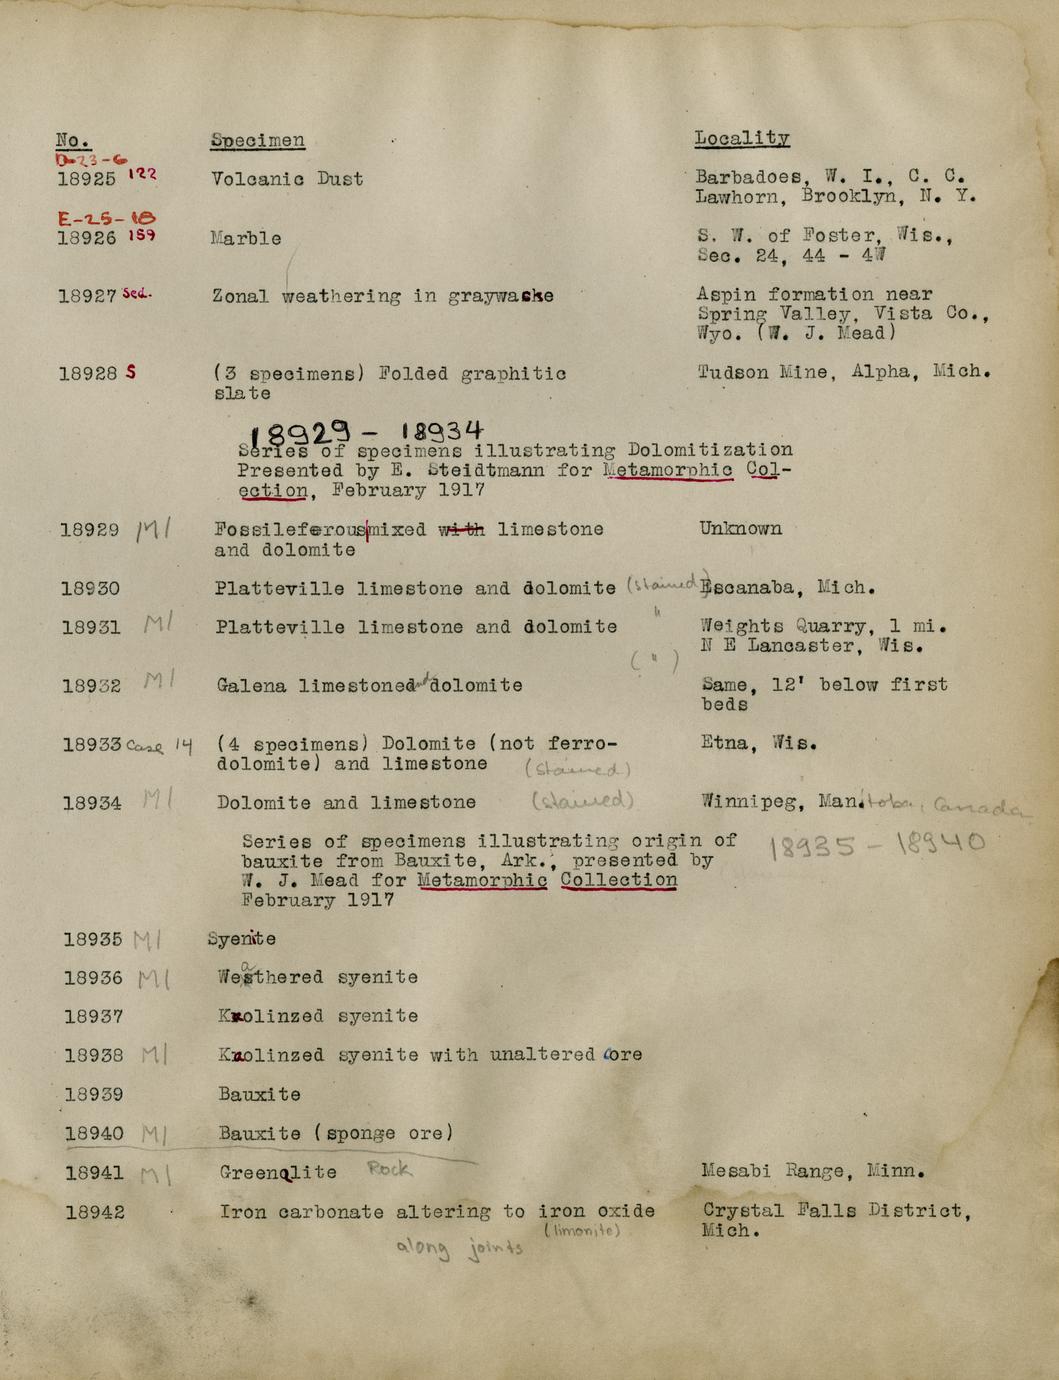 No. Specimen Locality
D-23-6
18925 122 Volcanic Dust Barbadoes, W. I., C. C.
Lawhorn, Brooklyn, N. Y.
E-25-18
18926 159 Marble S. W. of Foster, Wis.,
Sec. 24, 44 - 4W
18927 Sed. Zonal weathering in graywacke Aspin formation near
Spring Valley, Vista Co.,
Wyo. (W. J. Mead)
18928 S (3 specimens) Folded graphitic Tudson Mine, Alpha, Mich.
slate
18929 - 18934
Series of specimens illustrating Dolomitization
Presented by E. Steidtmann for Metamorphic Col-
ection, February 1917
18929 M1 Fossileferous mixed with limestone Unknown
and dolomite
18930 Platteville limestone and dolomite (stained) Escanaba, Mich.
"
18931 M1 Platteville limestone and dolomite Weights Quarry, 1 mi.
N E Lancaster, Wis.
( " )
18932 M1 Galena limestone and dolomite Same, 12' below first
beds
18933 Case 14 (4 specimens) Dolomite (not ferro- Etna, Wis.
dolomite) and limestone (stained)
18934 M1 Dolomite and limestone (stained) Winnipeg, Manitoba, Canada
Series of specimens illustrating origin of 18935 - 18940
bauxite from Bauxite, Ark., presented by
W. J. Mead for Metamorphic Collection
February 1917
18935 M1 Syenite
18936 M1 Weathered syenite
18937 Kaolinzed syenite
18938 M1 Kaolinzed syenite with unaltered core
18939 Bauxite
18940 M1 Bauxite (sponge ore)
18941 M1 Greenalite Rock Mesabi Range, Minn.
18942 Iron carbonate altering to iron oxide Crystal Falls District,
(limonite) Mich.
along joints